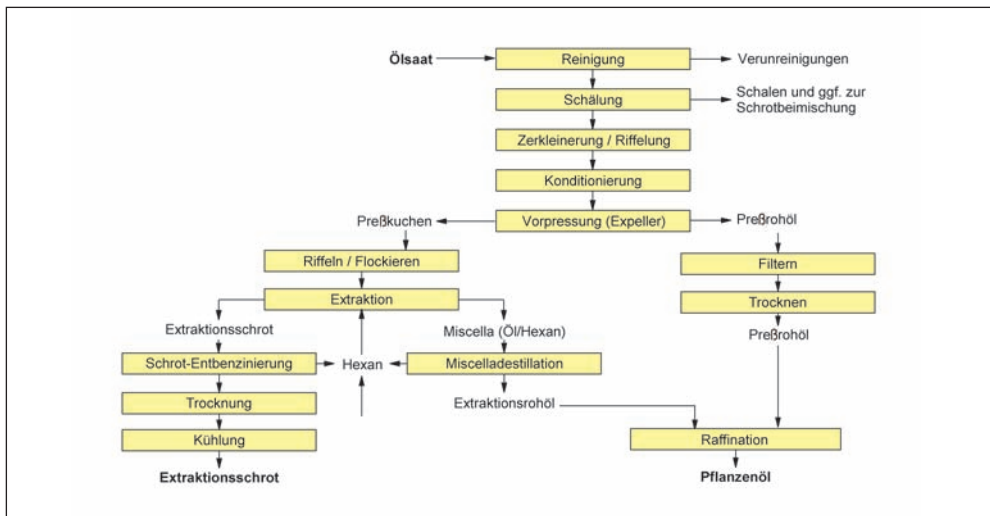 Ölsaat
Reinigung
Verunreinigungen
Schälung
Schalen und ggf. zur
Schrotbeimischung
Zerkleinerung / Riffelung
Konditionierung
Preßkuchen
Vorpressung (Expeller)
Preßrohöl
Riffeln / Flockieren
Filtern
Extraktion
Trocknen
Extraktionsschrot
Miscella (Öl/Hexan)
Preßrohöl
Schrot-Entbenzinierung
Hexan
Miscelladestillation
Trocknung
Extraktionsrohöl
Kühlung
Raffination
Extraktionsschrot
Pflanzenöl